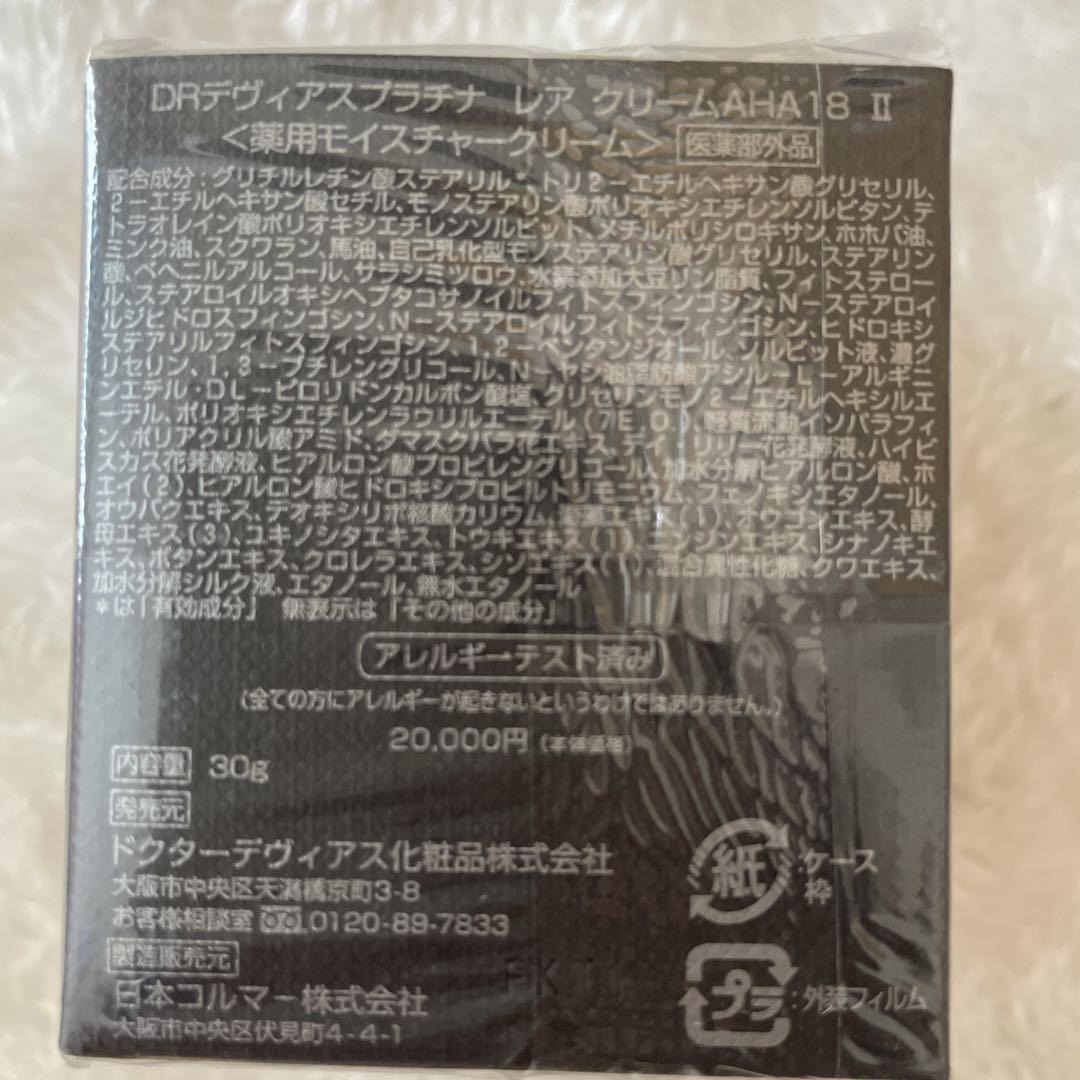 DRデヴィアスプラチナ レア クリームAHA18 Ⅱ
＜薬用モイスチャークリーム＞ 医薬部外品
配合成分：グリチルレチン酸ステアリル*、トリ2－エチルヘキサン酸グリセリル、
2－エチルヘキサン酸セチル、モノステアリン酸ポリオキシエチレンソルビタン、テ
トラオレイン酸ポリオキシエチレンソルビット、メチルポリシロキサン、ホホバ油、
ミンク油、スクワラン、馬油、自己乳化型モノステアリン酸グリセリル、ステアリン
酸、ベヘニルアルコール、サラシミツロウ、水素添加大豆リン脂質、フィトステロー
ル、ステアロイルオキシヘプタコサノイルフィトスフィンゴシン、N－ステアロイ
ルジヒドロスフィンゴシン、N－ステアロイルフィトスフィンゴシン、ヒドロキシ
ステアリルフィトスフィンゴシン、1,2－ペンタンジオール、ソルビット液、濃グ
リセリン、1,3－ブチレングリコール、N－ヤシ油脂肪酸アシル－L－アルギニ
ンエチル・DL－ピロリドンカルボン酸塩、グリセリンモノ2－エチルヘキシルエ
ーテル、ポリオキシエチレンラウリルエーテル(7E.O.)、軽質流動イソパラフィ
ン、ポリアクリル酸アミド、ダマスクバラ花エキス、デイリリー花発酵液、ハイビ
スカス花発酵液、ヒアルロン酸プロピレングリコール、加水分解ヒアルロン酸、ホ
エイ(2)、ヒアルロン酸ヒドロキシプロピルトリモニウム、フェノキシエタノール、
オウバクエキス、デオキシリボ核酸カリウム、エキス(1)、オウゴンエキス、酵
母エキス(3)、ユキノシタエキス、トウキエキス(1)、ニンジンエキス、シナノキエ
キス、ボタンエキス、クロレラエキス、シソエキス(1)、混合異性化糖、クワエキス、
加水分解シルク液、エタノール、無水エタノール
*は「有効成分」 無表示は「その他の成分」
アレルギーテスト済み
(全ての方にアレルギーが起きないというわけではありません。)
20,000円 (本体価格)
内容量 30g
発売元
ドクターデヴィアス化粧品株式会社
大阪市中央区天満橋京町3-8
お客様相談室 0120-89-7833
製造販売元
日本コルマー株式会社
大阪市中央区伏見町4-4-1
紙 :ケース
枠
プラ :外装フィルム